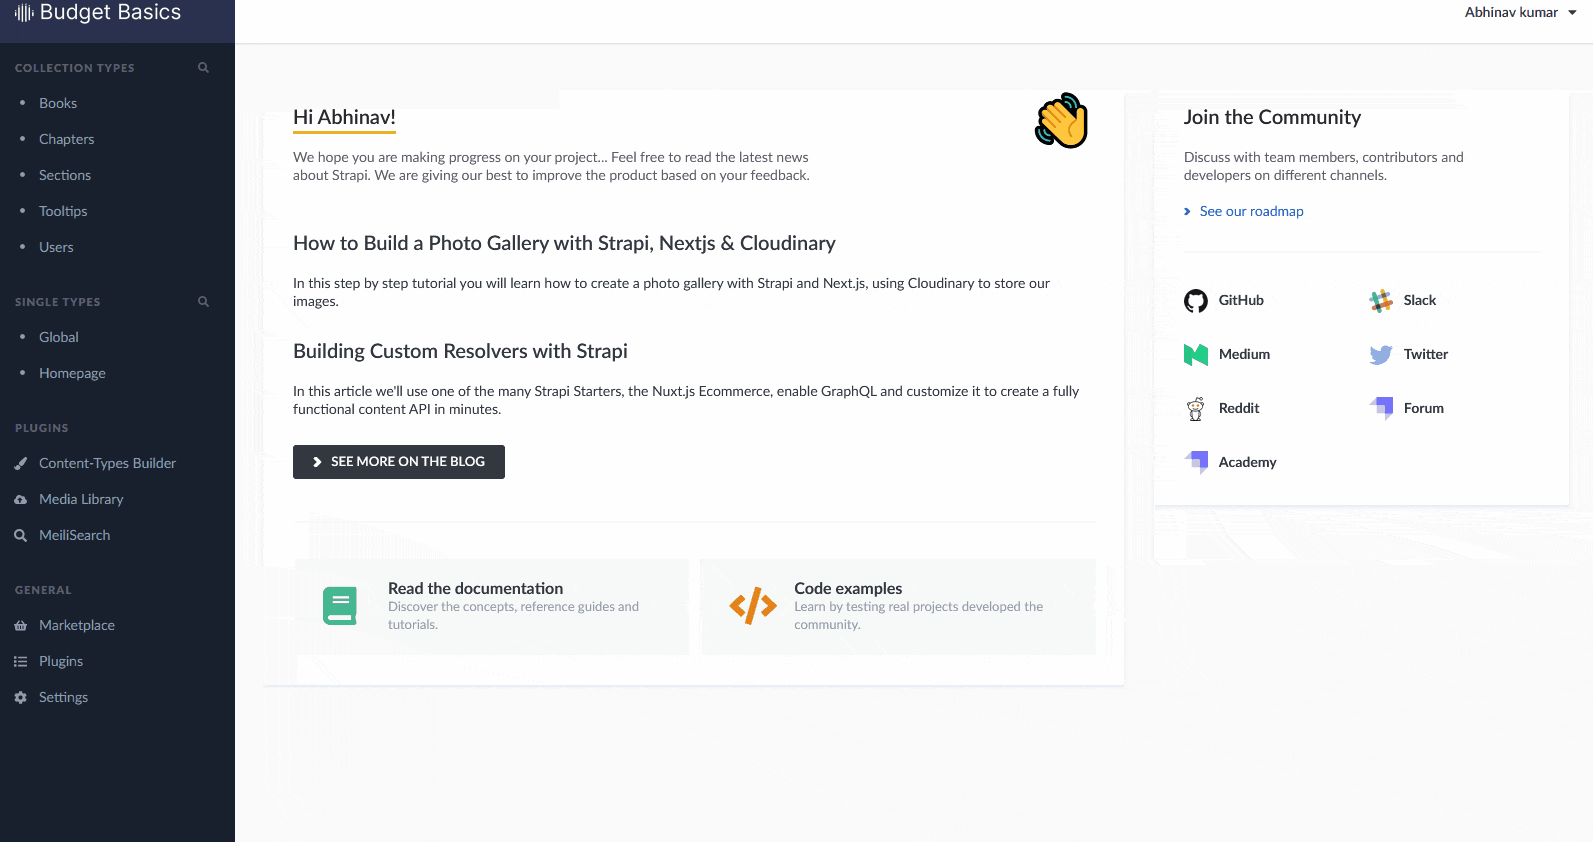 Budget Basics
Abhinav kumar
COLLECTION TYPES
Books
Chapters
Sections
Tooltips
Users
SINGLE TYPES
Global
Homepage
PLUGINS
Content-Types Builder
Media Library
MeiliSearch
GENERAL
Marketplace
Plugins
Settings
Hi Abhinav!
We hope you are making progress on your project... Feel free to read the latest news
about Strapi. We are giving our best to improve the product based on your feedback.
How to Build a Photo Gallery with Strapi, Nextjs & Cloudinary
In this step by step tutorial you will learn how to create a photo gallery with Strapi and Next.js, using Cloudinary to store our
images.
Building Custom Resolvers with Strapi
In this article we'll use one of the many Strapi Starters, the Nuxt.js Ecommerce, enable GraphQL and customize it to create a fully
functional content API in minutes.
SEE MORE ON THE BLOG
Read the documentation
Discover the concepts, reference guides and
tutorials.
Code examples
Learn by testing real projects developed the
community.
Join the Community
Discuss with team members, contributors and
developers on different channels.
See our roadmap
GitHub
Slack
Medium
Twitter
Reddit
Forum
Academy